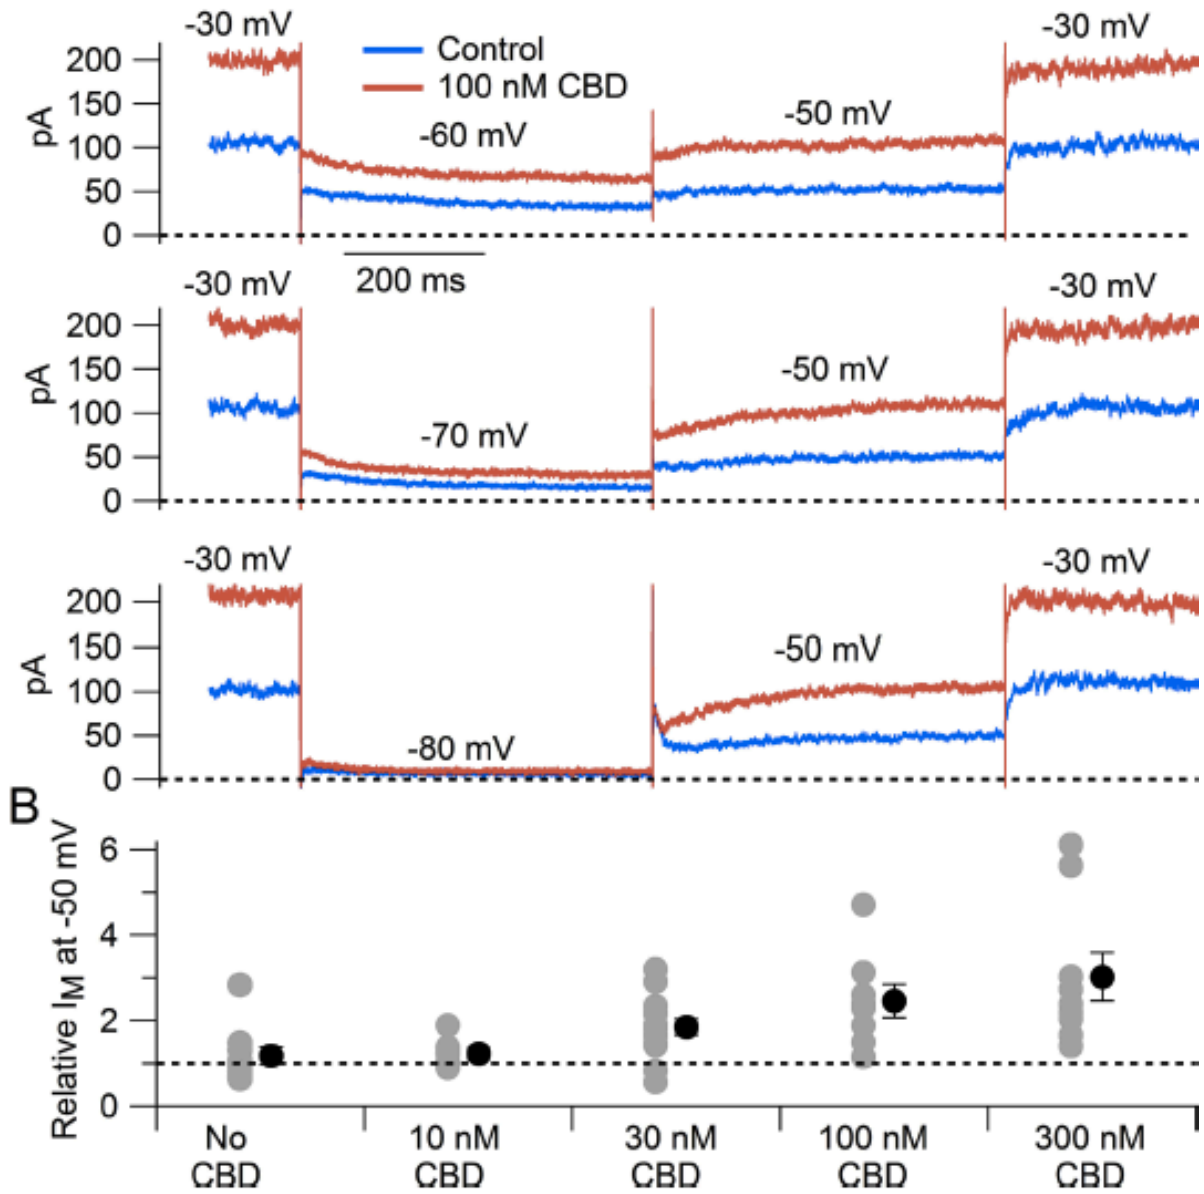 -30 mV
-30 mV
Control
100 nM CBD
200
150
100
50
0
pA
-60 mV
-50 mV
200 ms
-30 mV
-30 mV
200
150
100
50
0
pA
-50 mV
-70 mV
-30 mV
-30 mV
200
150
100
50
0
pA
-50 mV
-80 mV
B
Relative IM at -50 mV
6
4
2
0
No
CBD
10 nM
CBD
30 nM
CBD
100 nM
CBD
300 nM
CBD